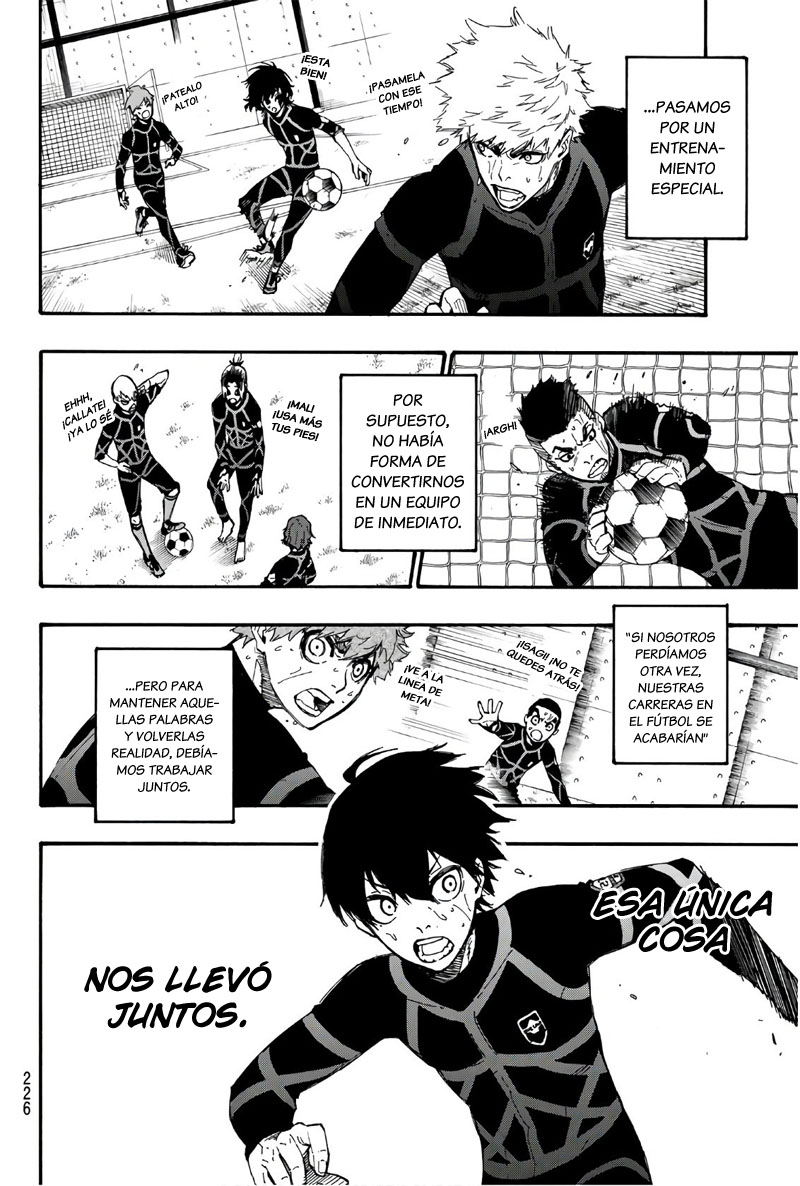 ...PASAMOS
POR UN
ENTRENA-
MIENTO
ESPECIAL.
¡PASAMELA
CON ESE
TIEMPO!
¡ESTA
BIEN!
¡PATEALO
ALTO!
¡ARGH!
POR
SUPUESTO,
NO HABÍA
FORMA DE
CONVERTIRNOS
EN UN EQUIPO
DE INMEDIATO.
¡MAL!
¡USA MÁS
TUS PIES!
EHHH,
¡CALLATE!
¡YA LO SÉ
"SI NOSOTROS
PERDÍAMOS
OTRA VEZ,
NUESTRAS
CARRERAS EN
EL FÚTBOL SE
ACABARÍAN"
¡ISAGI! ¡NO TE
QUEDES ATRÁS!
¡VE A LA
LINEA DE
META!
...PERO PARA
MANTENER AQUE-
LLAS PALABRAS
Y VOLVERLAS
REALIDAD, DEBÍA-
MOS TRABAJAR
JUNTOS.
ESA ÚNICA
COSA
NOS LLEVÓ
JUNTOS.
226